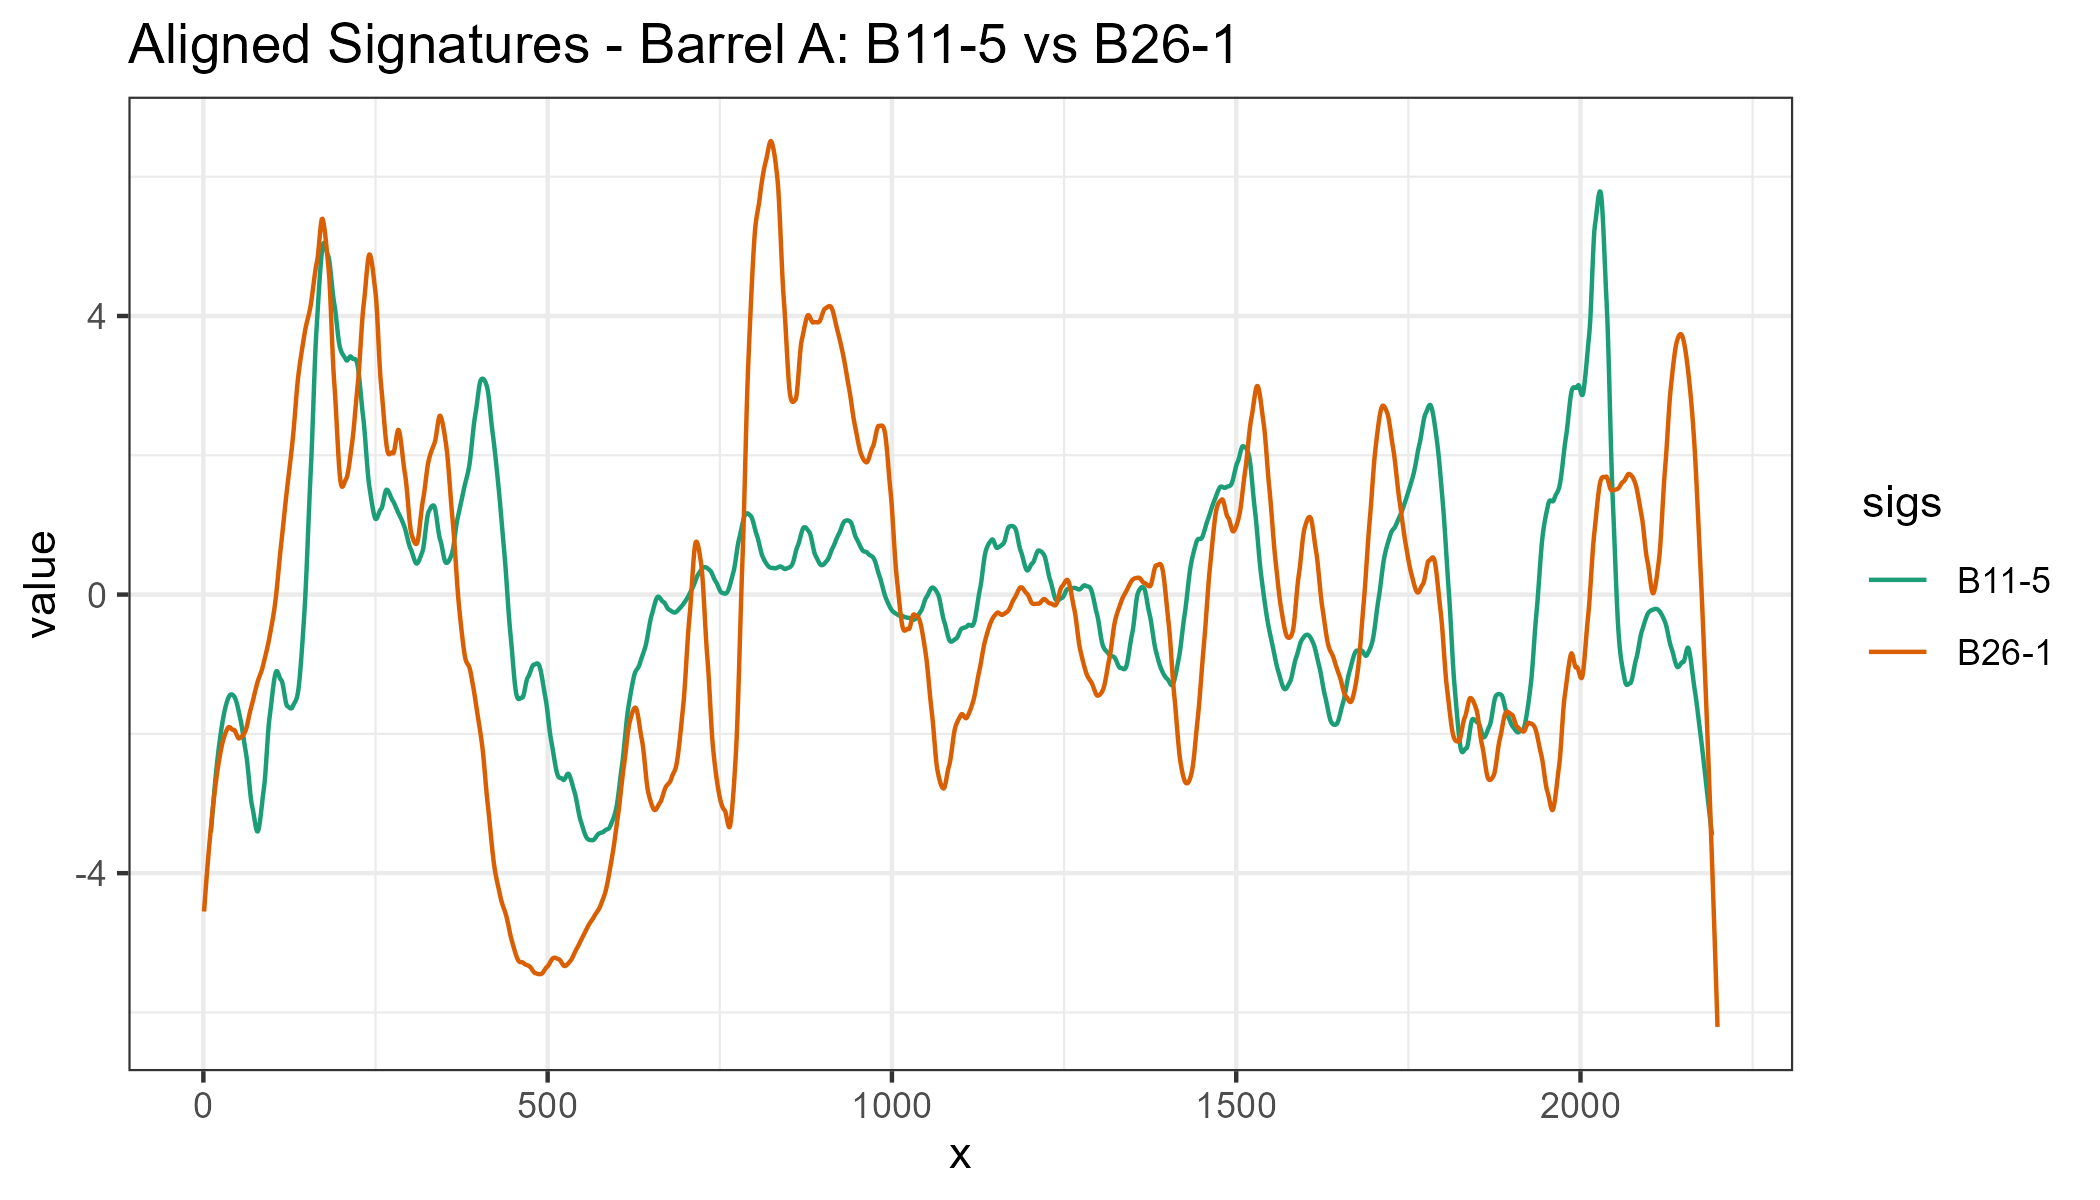 Aligned Signatures - Barrel A: B11-5 vs B26-1
value
4
0
-4
0
500
1000
1500
2000
x
sigs
B11-5
B26-1